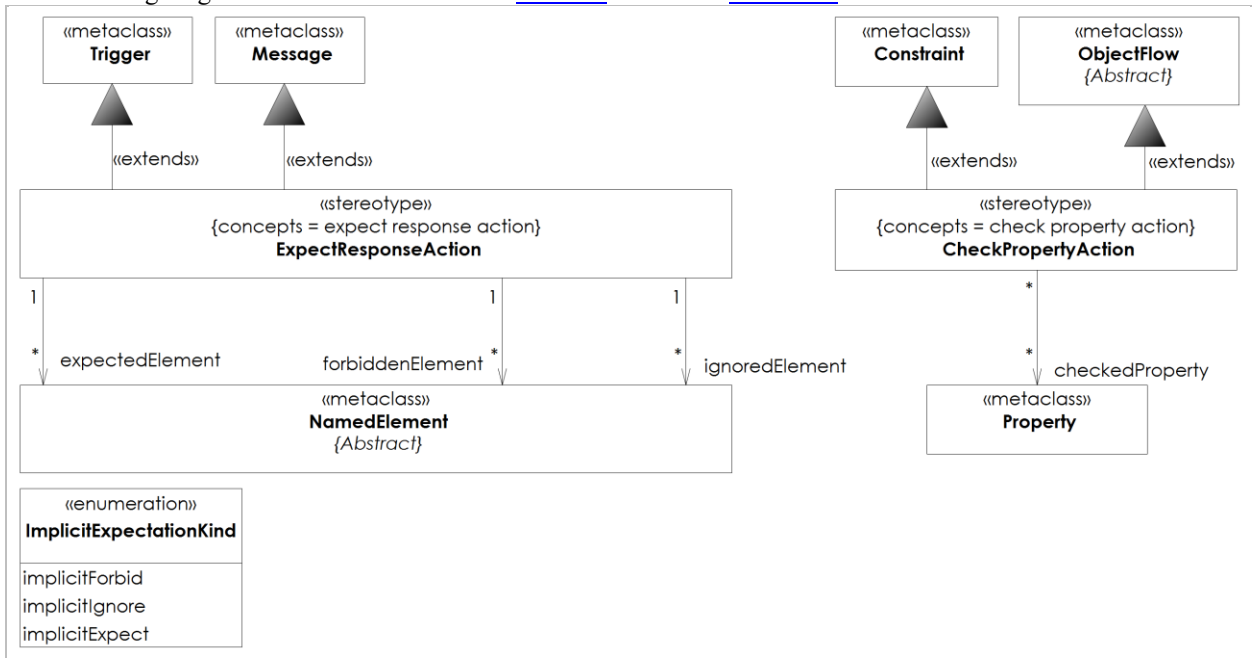 «metaclass»
Trigger
«metaclass»
Message
«metaclass»
Constraint
«metaclass»
ObjectFlow
{Abstract}
«extends»
«extends»
«extends»
«extends»
«stereotype»
{concepts = expect response action}
ExpectResponseAction
«stereotype»
{concepts = check property action}
CheckPropertyAction
1
1
1
*
* expectedElement
forbiddenElement *
* ignoredElement
* checkedProperty
«metaclass»
NamedElement
{Abstract}
«metaclass»
Property
«enumeration»
ImplicitExpectationKind
implicitForbid
implicitIgnore
implicitExpect